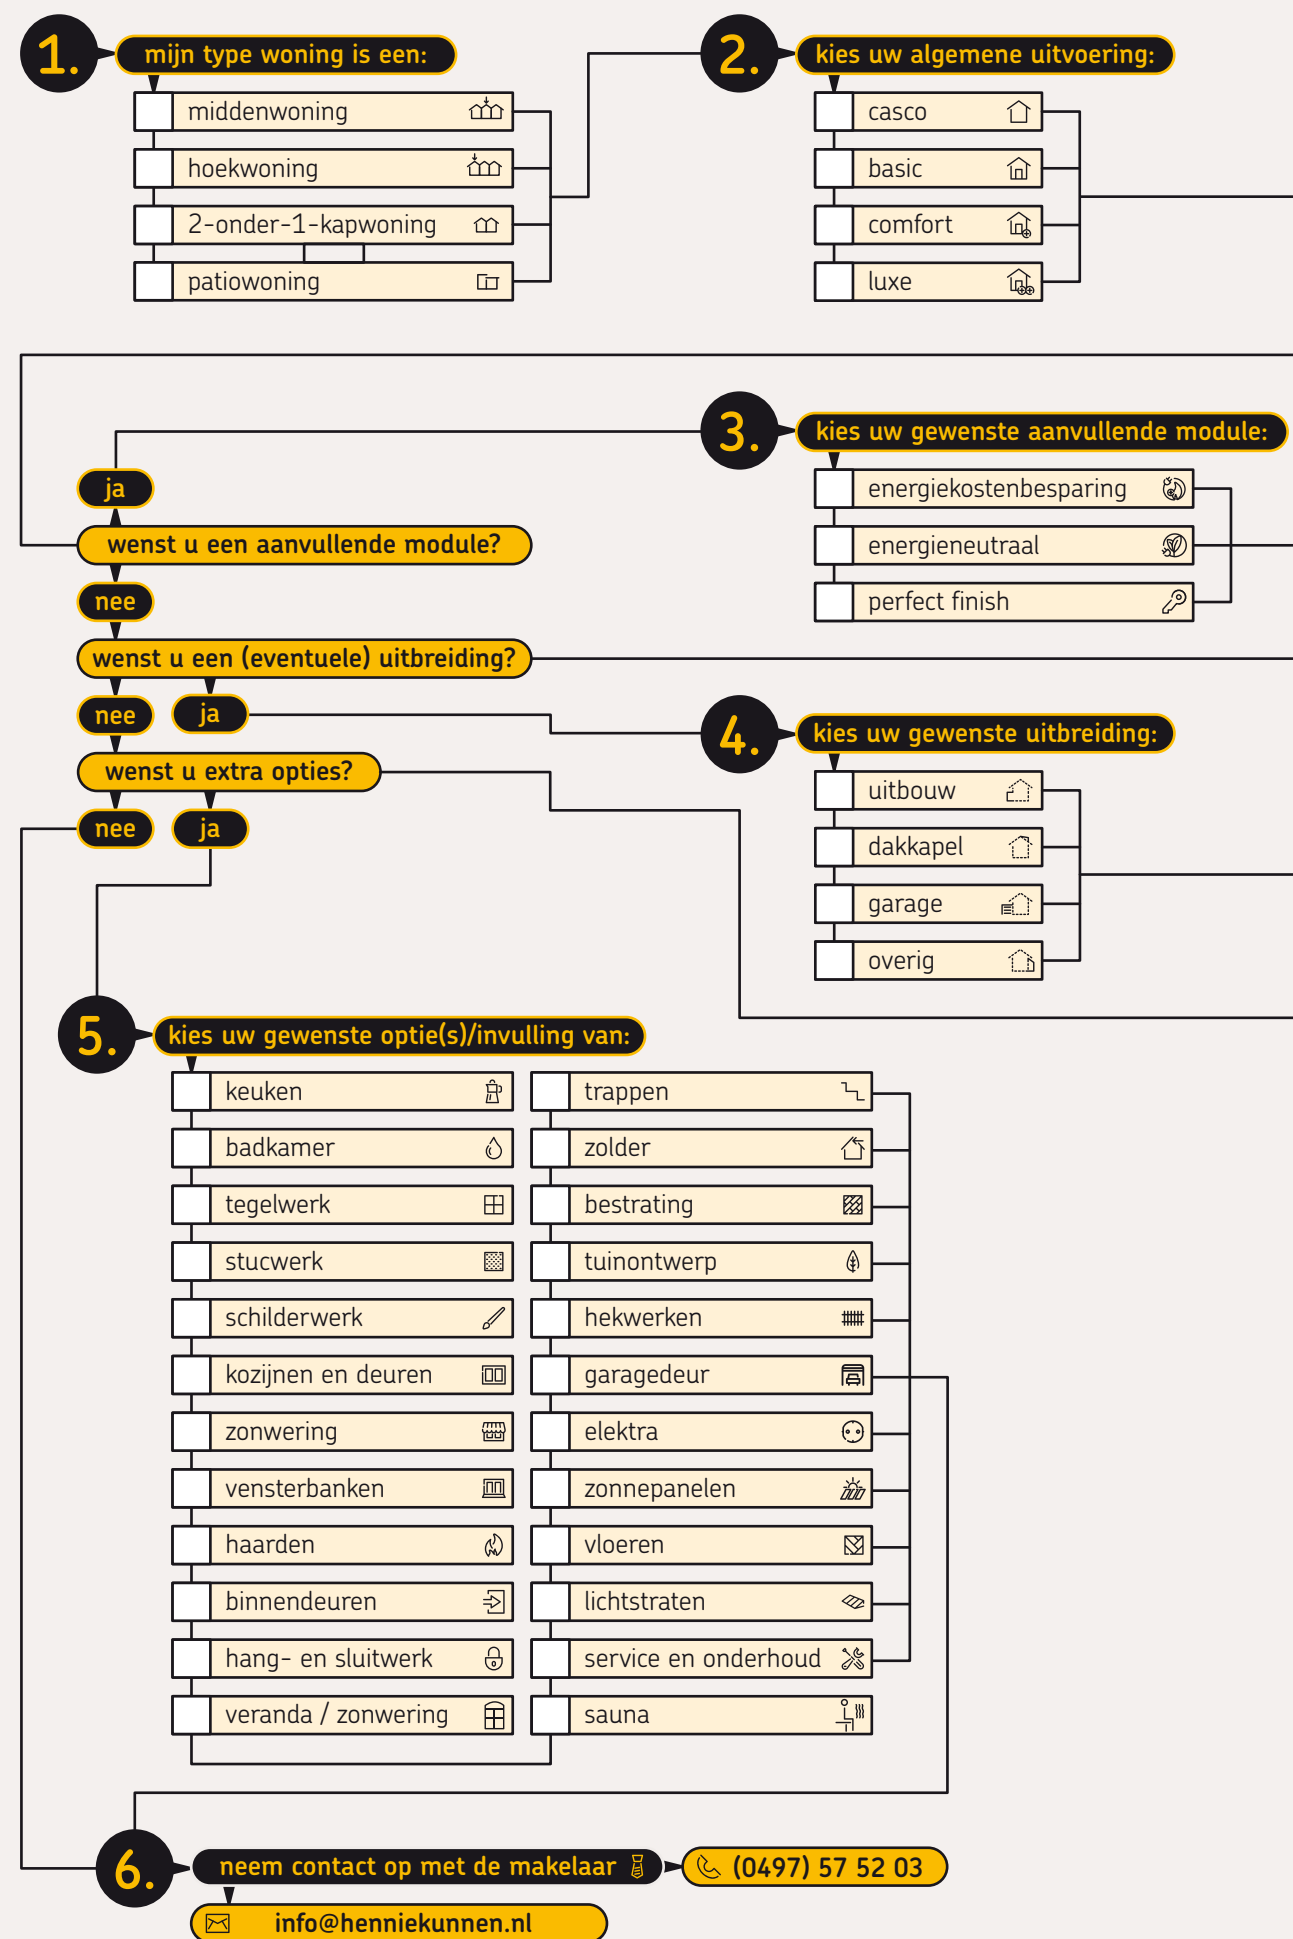 1.
mijn type woning is een:
middenwoning
hoekwoning
2-onder-1-kapwoning
patiowoning
2.
kies uw algemene uitvoering:
casco
basic
comfort
luxe
ja
wenst u een aanvullende module?
nee
wenst u een (eventuele) uitbreiding?
nee
ja
wenst u extra opties?
nee
ja
3.
kies uw gewenste aanvullende module:
energiekostenbesparing
energieneutraal
perfect finish
4.
kies uw gewenste uitbreiding:
uitbouw
dakkapel
garage
overig
5.
kies uw gewenste optie(s)/invulling van:
keuken
badkamer
tegelwerk
stucwerk
schilderwerk
kozijnen en deuren
zonwering
vensterbanken
haarden
binnendeuren
hang- en sluitwerk
veranda / zonwering
trappen
zolder
bestrating
tuinontwerp
hekwerken
garagedeur
elektra
zonnepanelen
vloeren
lichtstraten
service en onderhoud
sauna
6.
neem contact op met de makelaar
(0497) 57 52 03
info@henniekunnen.nl